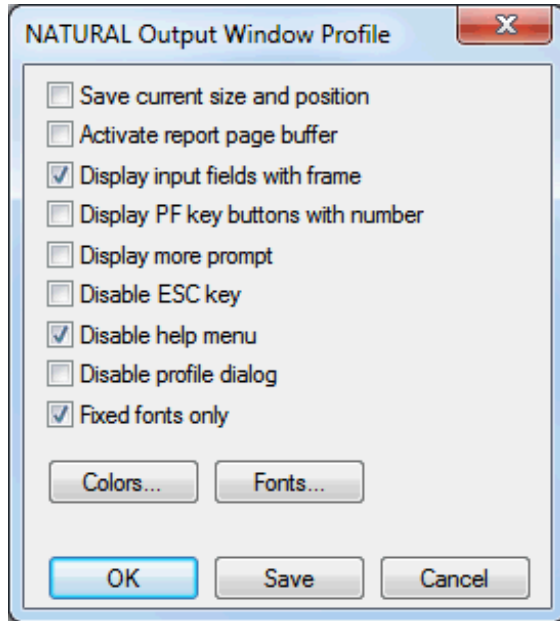 NATURAL Output Window Profile
Save current size and position
Activate report page buffer
Display input fields with frame
Display PF key buttons with number
Display more prompt
Disable ESC key
Disable help menu
Disable profile dialog
Fixed fonts only
Colors... Fonts...
OK Save Cancel